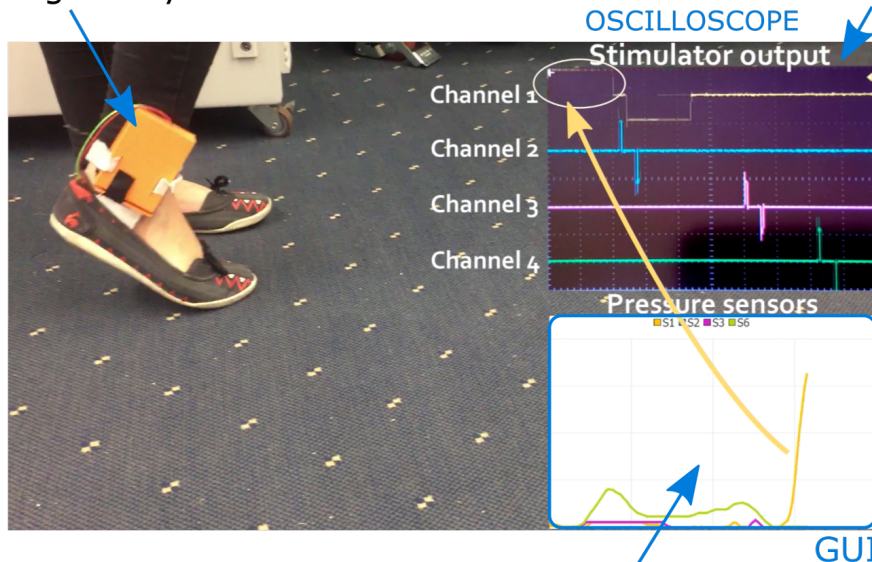 OSCILLOSCOPE
Stimulator output
Channel 1
Channel 2
Channel 3
Channel 4
Pressure sensors
S1 S2 S3 S6
GUI